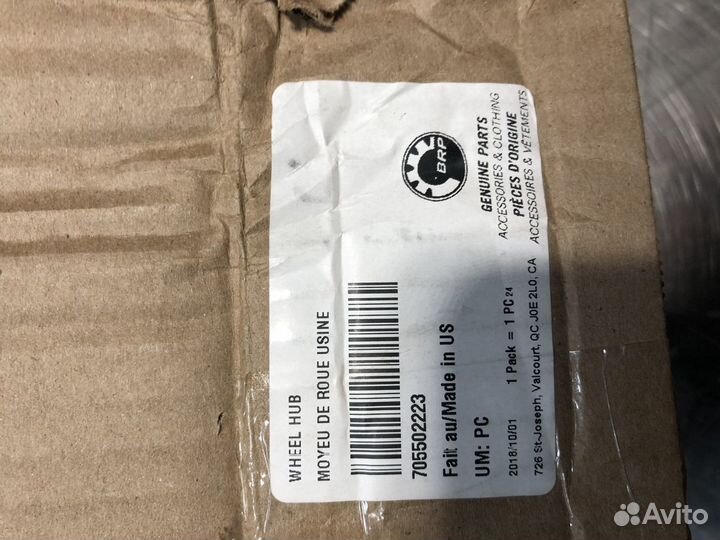 BRP
GENUINE PARTS
ACCESSORIES & CLOTHING
PIÈCES D'ORIGINE
ACCESSOIRES & VÊTEMENTS
WHEEL HUB
MOYEU DE ROUE USINE
705502223
Fait au/Made in US
UM: PC
2018/10/01 1 Pack = 1 PC 24
726 St-Joseph, Valcourt, QC J0E 2L0, CA
Avito